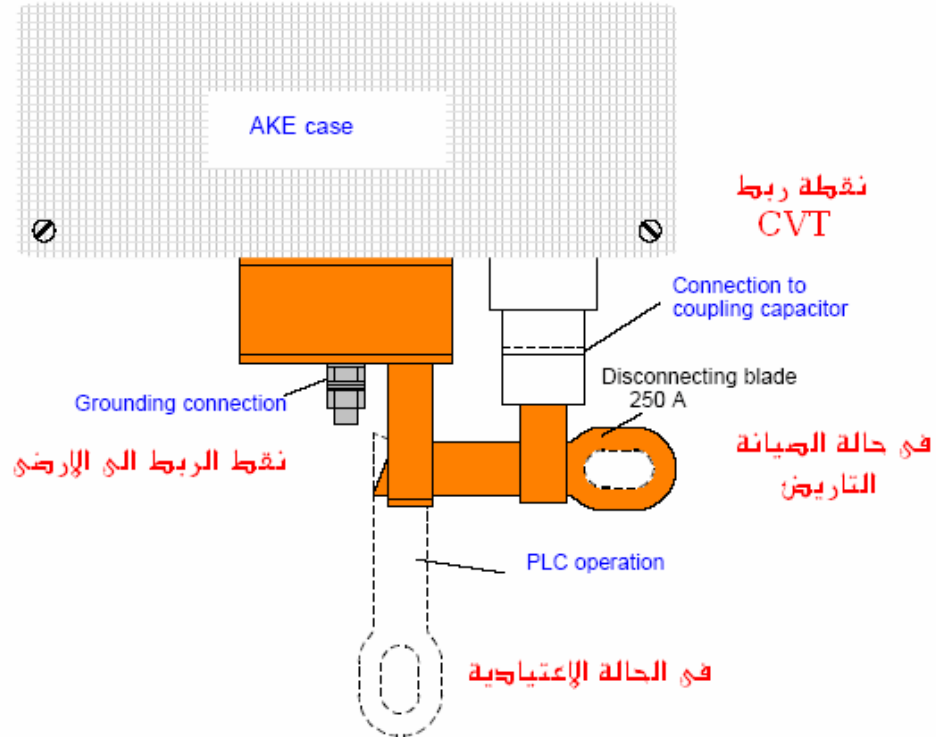 AKE case
نقطة ربط
CVT
Connection to
coupling capacitor
Disconnecting blade
250 A
Grounding connection
فى حالة الصيانة
التاريض
نقط الربط الى الارضى
PLC operation
فى الحالة الاعتيادية